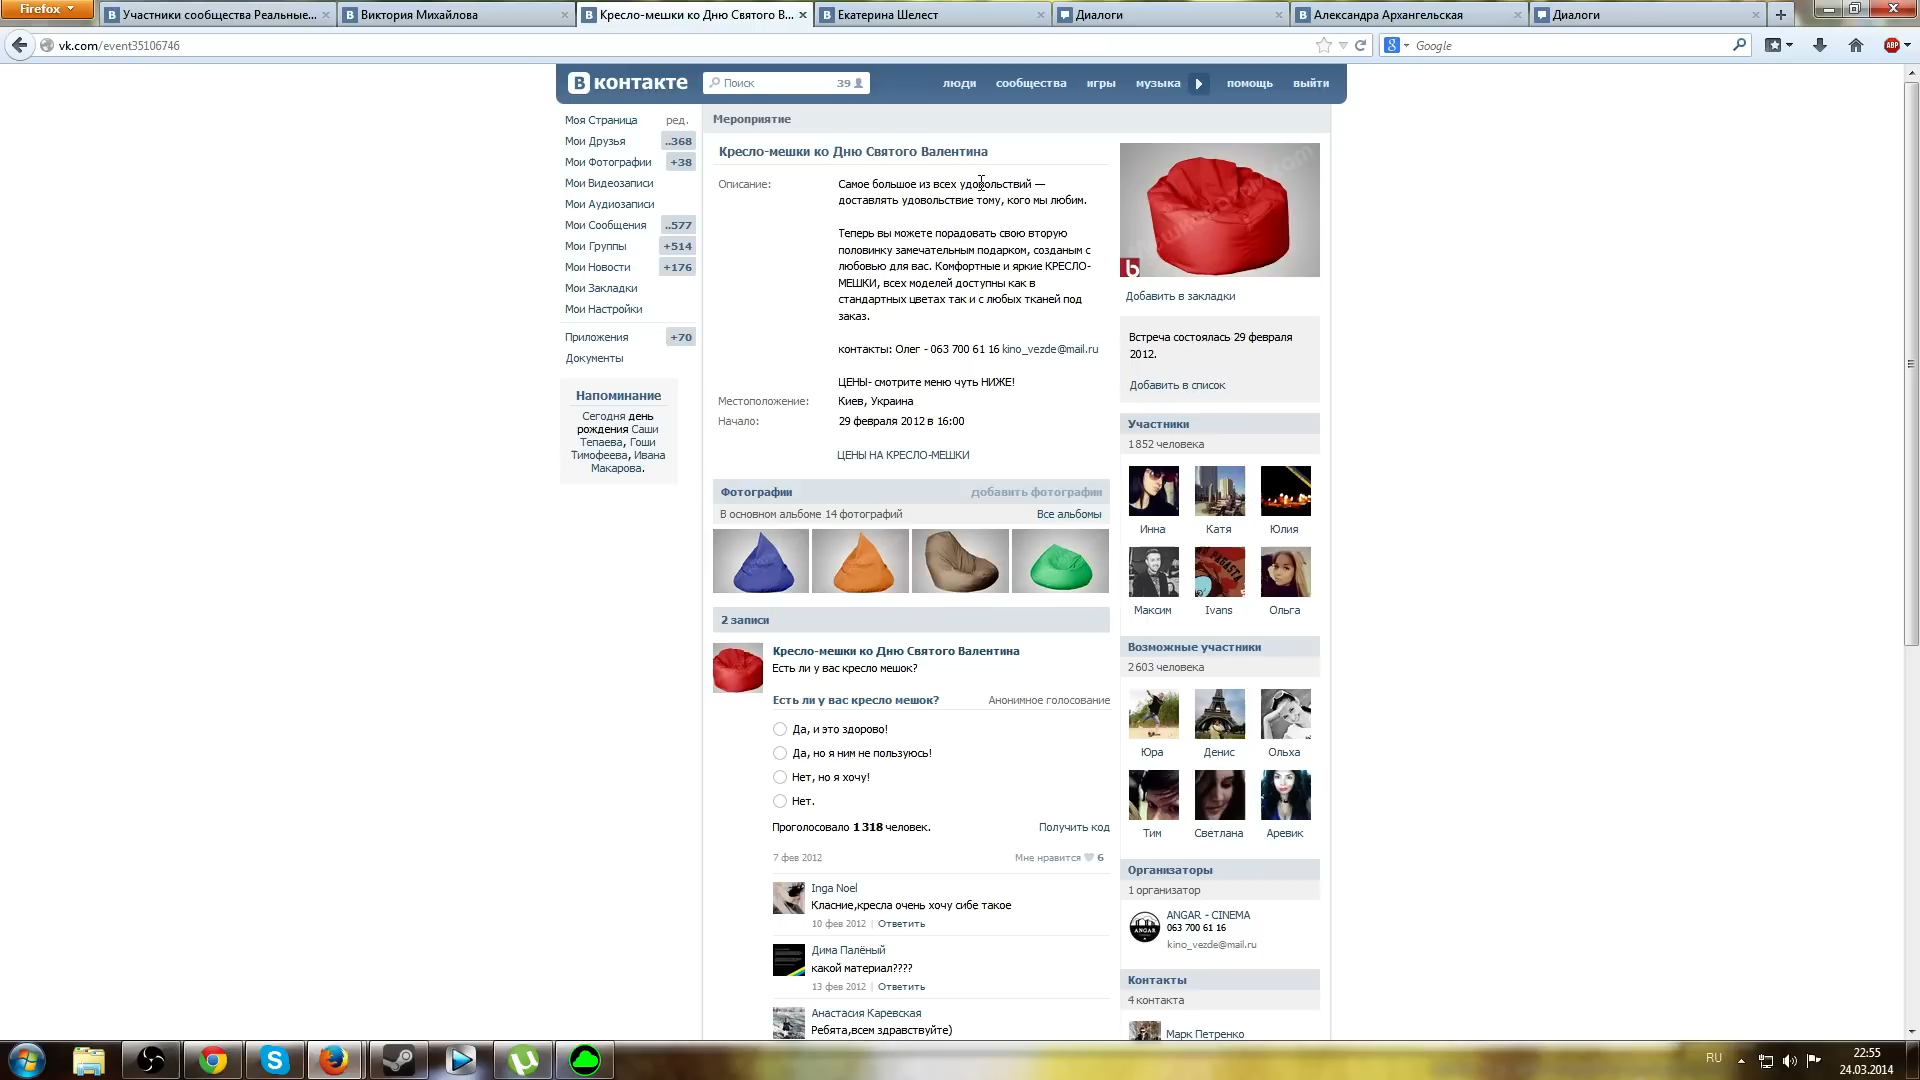 Firefox
Участники сообщества Реальные...
Виктория Михайлова
Кресло-мешки ко Дню Святого В...
Екатерина Шелест
Диалоги
Александра Архангельская
Диалоги
vk.com/event35106746
Google
ABP
В контакте
Поиск
39
люди
сообщества
игры
музыка
помощь
выйти
Моя Страница
ред.
Мои Друзья
..368
Мои Фотографии
+38
Мои Видеозаписи
Мои Аудиозаписи
Мои Сообщения
..577
Мои Группы
+514
Мои Новости
+176
Мои Закладки
Мои Настройки
Приложения
+70
Документы
Напоминание
Сегодня день
рождения Саши
Тепаева, Гоши
Тимофеева, Ивана
Макарова.
Мероприятие
Кресло-мешки ко Дню Святого Валентина
Описание:
Самое большое из всех удовольствий —
доставлять удовольствие тому, кого мы любим.
Теперь вы можете порадовать свою вторую
половинку замечательным подарком, созданым с
любовью для вас. Комфортные и яркие КРЕСЛО-
МЕШКИ, всех моделей доступны как в
стандартных цветах так и с любых тканей под
заказ.
контакты: Олег - 063 700 61 16 kino_vezde@mail.ru
ЦЕНЫ- смотрите меню чуть НИЖЕ!
Местоположение:
Киев, Украина
Начало:
29 февраля 2012 в 16:00
ЦЕНЫ НА КРЕСЛО-МЕШКИ
Фотографии
добавить фотографии
В основном альбоме 14 фотографий
Все альбомы
2 записи
Кресло-мешки ко Дню Святого Валентина
Есть ли у вас кресло мешок?
Есть ли у вас кресло мешок?
Анонимное голосование
Да, и это здорово!
Да, но я ним не пользуюсь!
Нет, но я хочу!
Нет.
Проголосовало 1 318 человек.
Получить код
7 фев 2012
Мне нравится 6
Inga Noel
Класние,кресла очень хочу сибе такое
10 фев 2012 | Ответить
Дима Палёный
какой материал????
13 фев 2012 | Ответить
Анастасия Каревская
Ребята,всем здравствуйте)
Добавить в закладки
Встреча состоялась 29 февраля
2012.
Добавить в список
Участники
1 852 человека
Инна
Катя
Юлия
Максим
Ivans
Ольга
Возможные участники
2 603 человека
Юра
Денис
Ольха
Тим
Светлана
Аревик
Организаторы
1 организатор
ANGAR
ANGAR - CINEMA
063 700 61 16
kino_vezde@mail.ru
Контакты
4 контакта
Марк Петренко
RU
22:55
24.03.2014